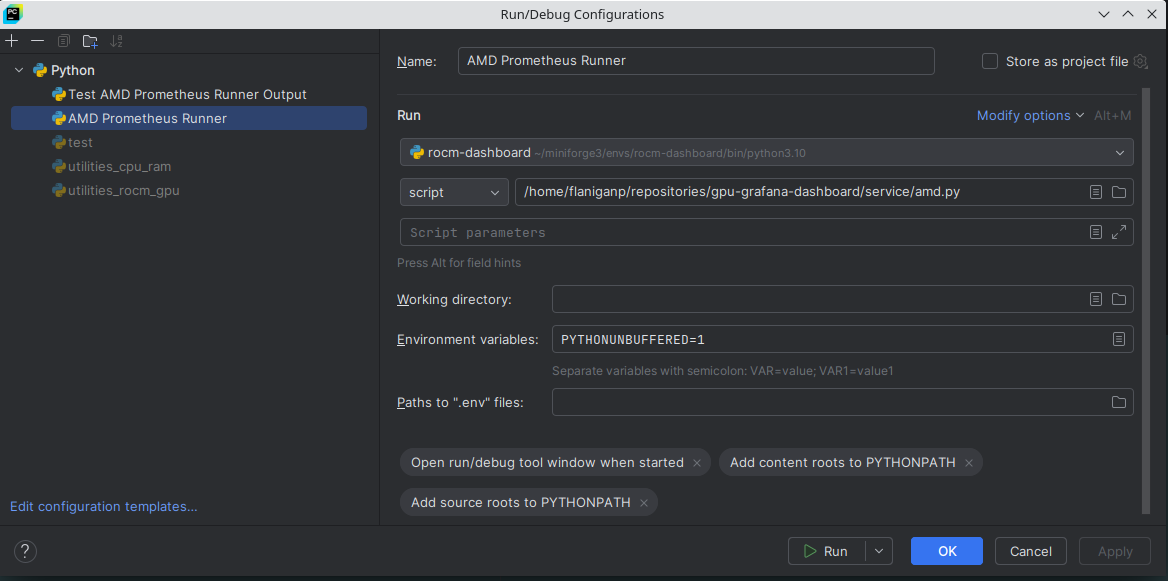 PC
Run/Debug Configurations
Python
Test AMD Prometheus Runner Output
AMD Prometheus Runner
test
utilities_cpu_ram
utilities_rocm_gpu
Edit configuration templates...
Name: AMD Prometheus Runner Store as project file
Run Modify options Alt+M
rocm-dashboard ~/miniforge3/envs/rocm-dashboard/bin/python3.10
script /home/flaniganp/repositories/gpu-grafana-dashboard/service/amd.py
Script parameters
Press Alt for field hints
Working directory:
Environment variables: PYTHONUNBUFFERED=1
Separate variables with semicolon: VAR=value; VAR1=value1
Paths to ".env" files:
Open run/debug tool window when started × Add content roots to PYTHONPATH ×
Add source roots to PYTHONPATH ×
? Run OK Cancel Apply